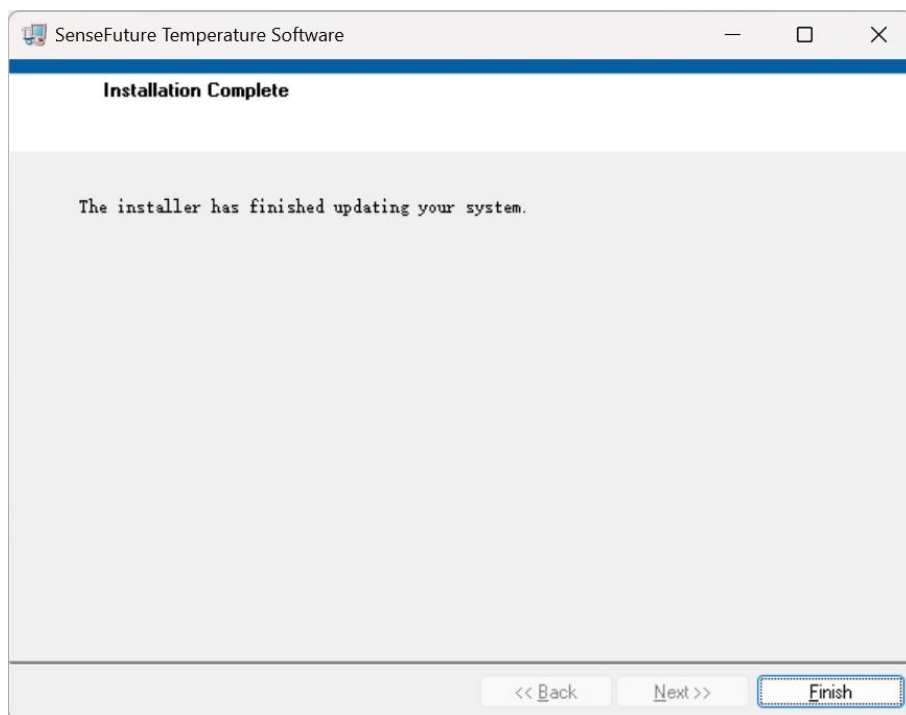 SenseFuture Temperature Software
Installation Complete
The installer has finished updating your system.
<< Back Next >> Finish